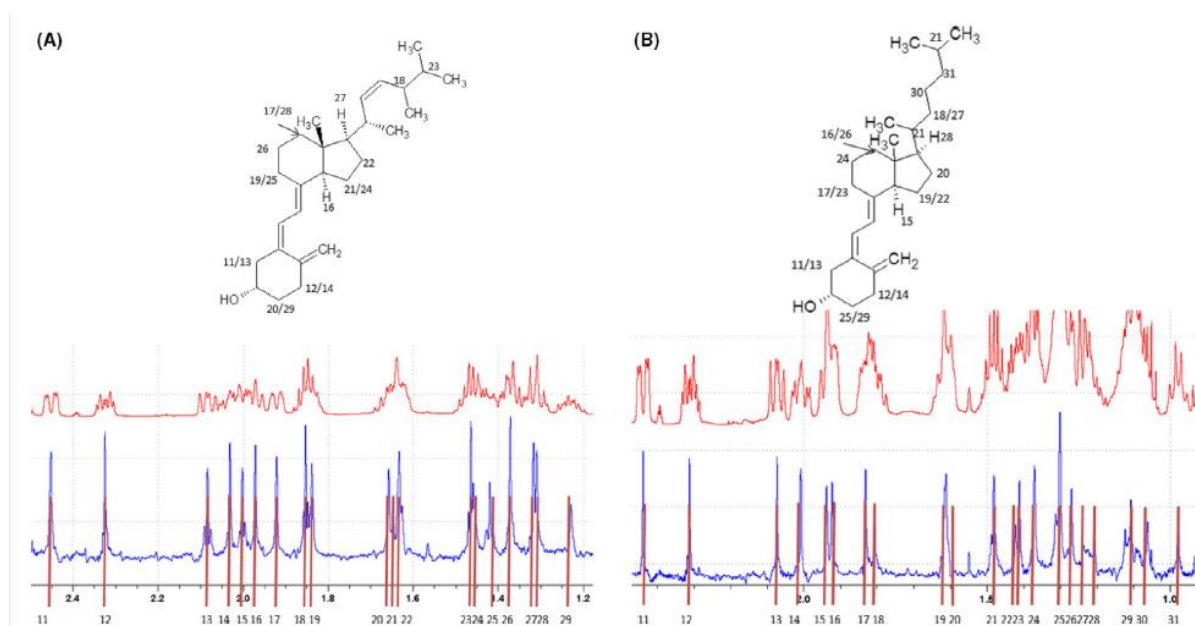 (A)
CH₃
H₃C
23
18
CH₃
27
H
CH₃
17/28
H₃C
CH₃
26
22
19/25
21/24
H
16
CH₂
11/13
HO
12/14
20/29
2.4
2.2
2.0
1.8
1.6
1.4
1.2
11 12 13 14 15 16 17 18 19 20 21 22 23 24 25 26 27 28 29
(B)
21
H₃C
CH₃
31
30
18/27
H₃C
21
16/26
H₃C
H 28
24
20
17/23
19/22
H
15
CH₂
11/13
HO
12/14
25/29
2.0
1.5
1.0
11 12 13 14 15 16 17 18 19 20 21 22 23 24 25 26 27 28 29 30 31